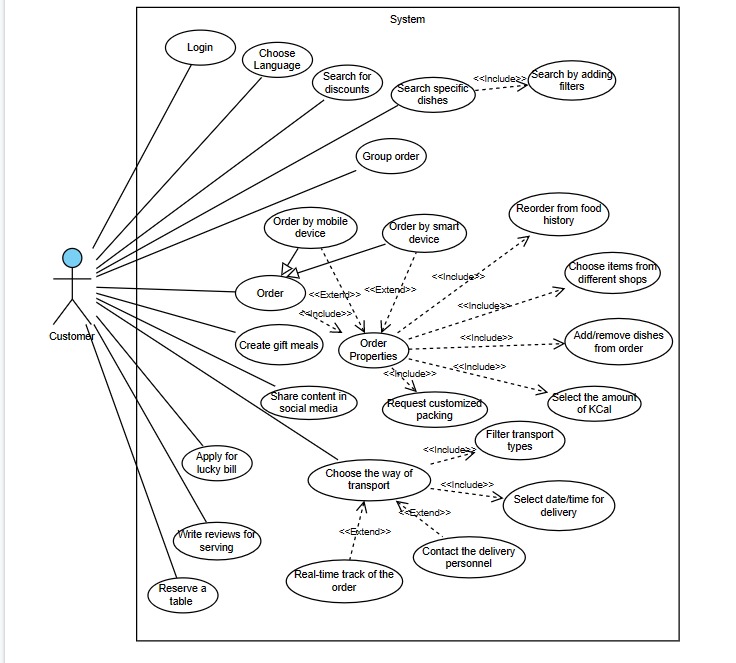 System
Login
Choose
Language
Search for
discounts
Search specific
dishes
<<Include>>
Search by adding
filters
Group order
Order by mobile
device
Order by smart
device
Reorder from food
history
<<Include>>
Choose items from
different shops
Order
<<Extend>>
<<Extend>>
<<Include>>
<<Include>>
Customer
Create gift meals
Order
Properties
<<Include>>
Add/remove dishes
from order
<<Include>>
<<Include>>
Share content in
social media
Request customized
packing
Select the amount
of KCal
Filter transport
types
<<Include>>
Apply for
lucky bill
Choose the way of
transport
<<Include>>
Select date/time for
delivery
<<Extend>>
<<Extend>>
Write reviews for
serving
Contact the delivery
personnel
Real-time track of the
order
Reserve a
table